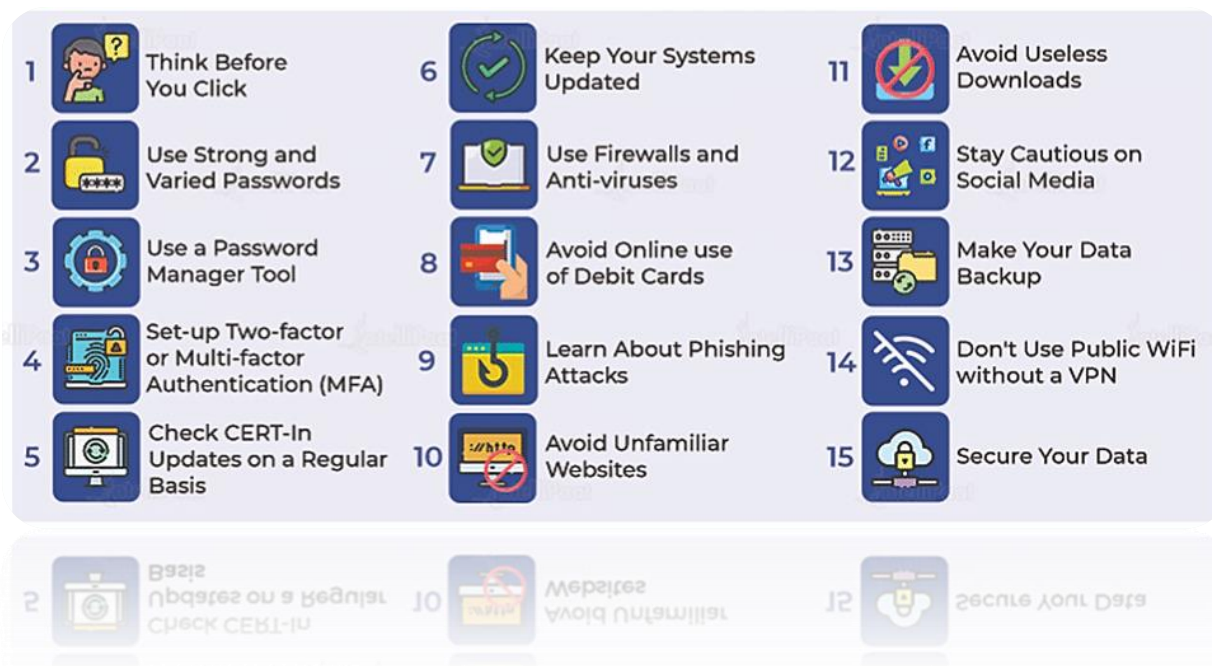 1
Think Before
You Click
2
Use Strong and
Varied Passwords
3
Use a Password
Manager Tool
4
Set-up Two-factor
or Multi-factor
Authentication (MFA)
5
Check CERT-In
Updates on a Regular
Basis
6
Keep Your Systems
Updated
7
Use Firewalls and
Anti-viruses
8
Avoid Online use
of Debit Cards
9
Learn About Phishing
Attacks
://http
10
Avoid Unfamiliar
Websites
11
Avoid Useless
Downloads
12
Stay Cautious on
Social Media
13
Make Your Data
Backup
14
Don't Use Public WiFi
without a VPN
15
Secure Your Data